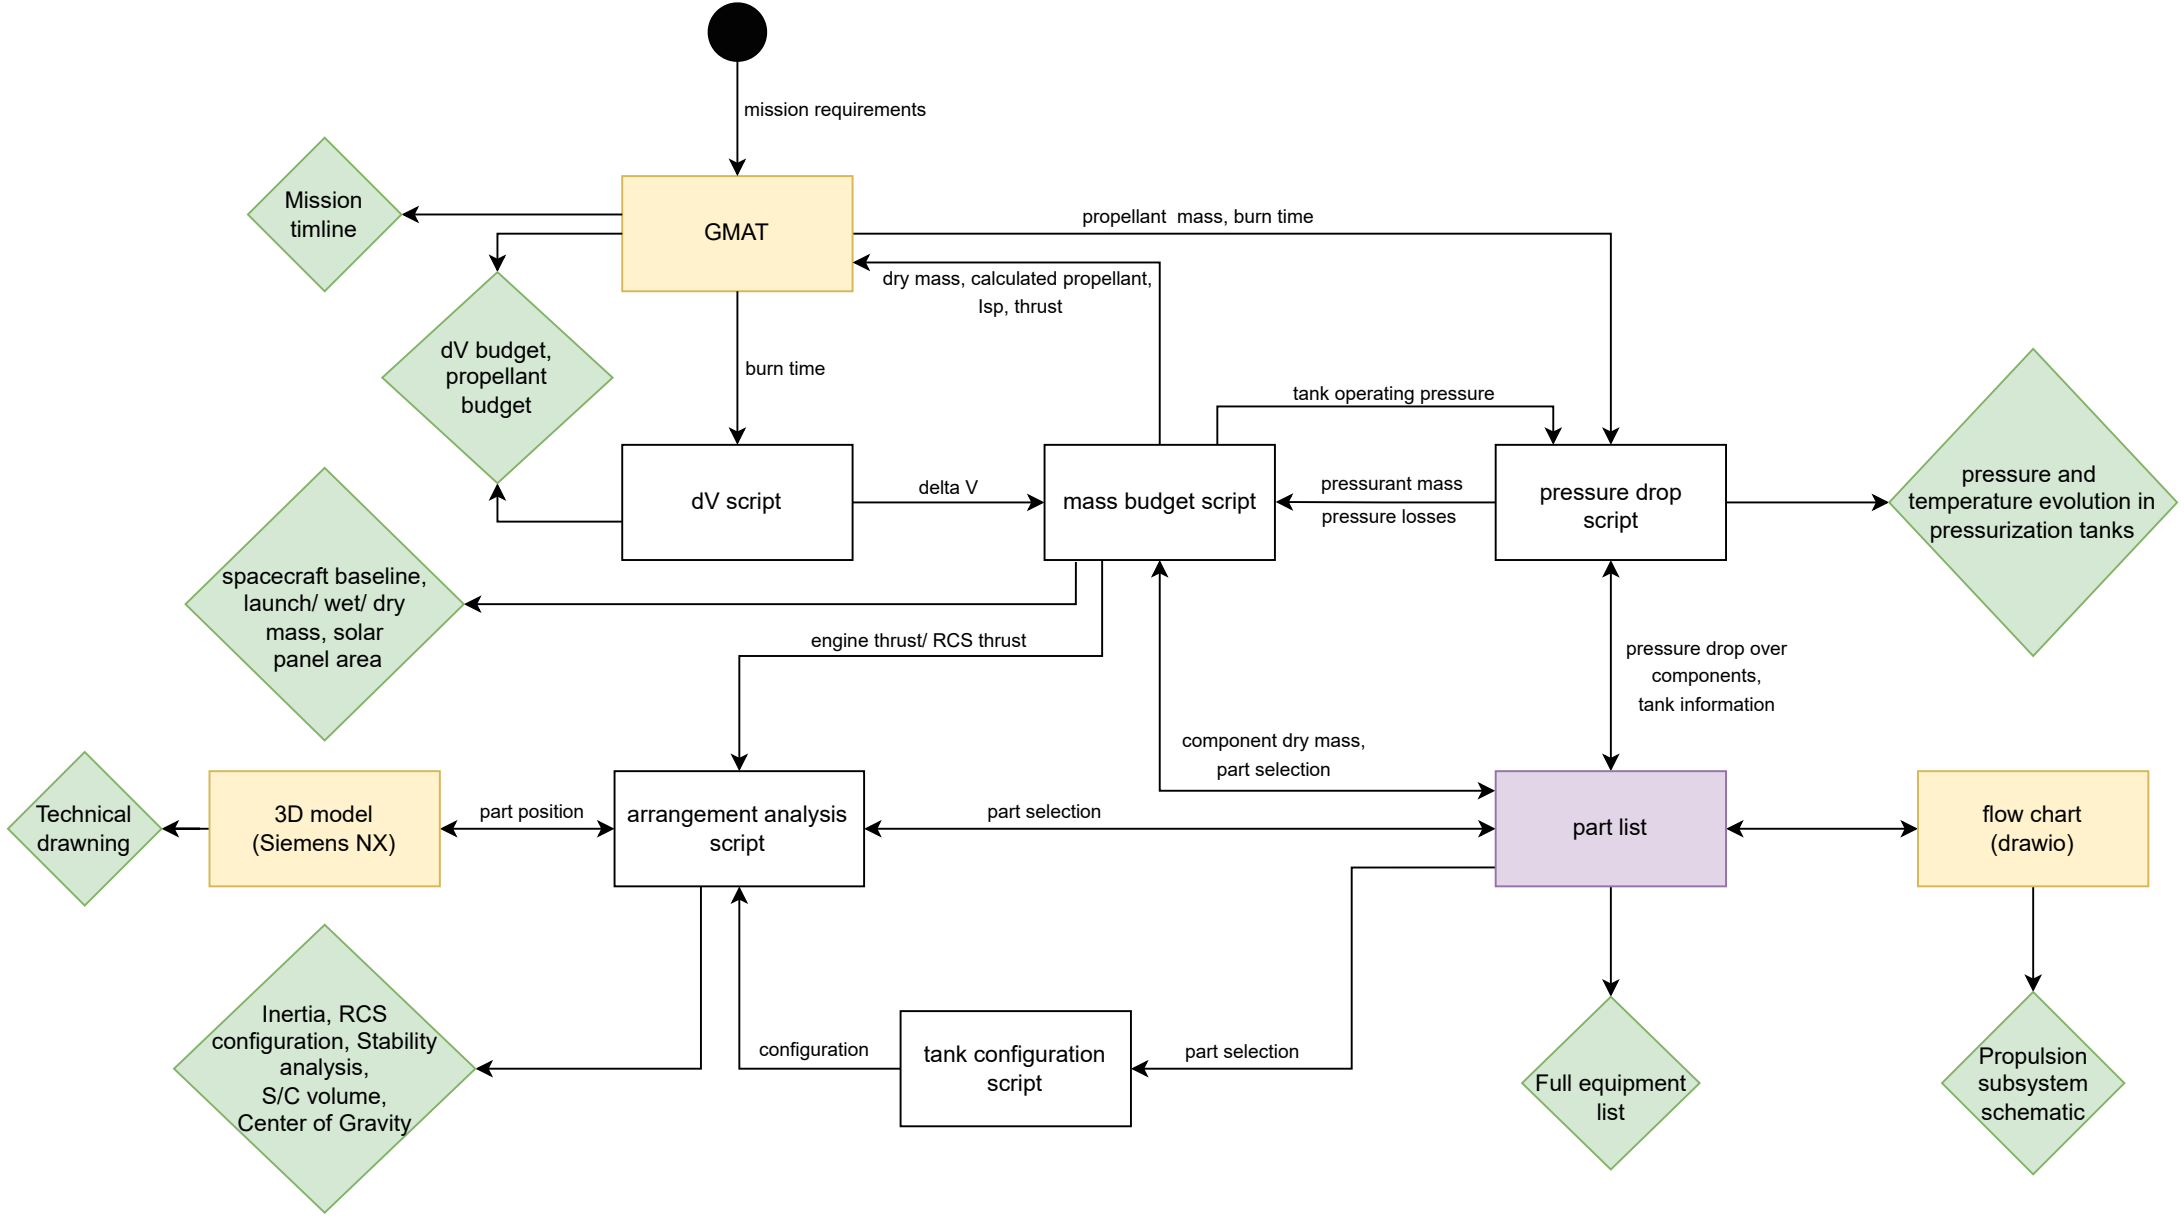 mission requirements
Mission
timline
GMAT
propellant  mass, burn time
dry mass, calculated propellant,
Isp, thrust
dV budget,
propellant
budget
burn time
tank operating pressure
dV script
delta V
mass budget script
pressurant mass
pressure losses
pressure drop
script
pressure and
temperature evolution in
pressurization tanks
spacecraft baseline,
launch/ wet/ dry
mass, solar
panel area
engine thrust/ RCS thrust
pressure drop over
components,
tank information
component dry mass,
part selection
Technical
drawning
3D model
(Siemens NX)
part position
arrangement analysis
script
part selection
part list
flow chart
(drawio)
Inertia, RCS
configuration, Stability
analysis,
S/C volume,
Center of Gravity
configuration
tank configuration
script
part selection
Full equipment
list
Propulsion
subsystem
schematic